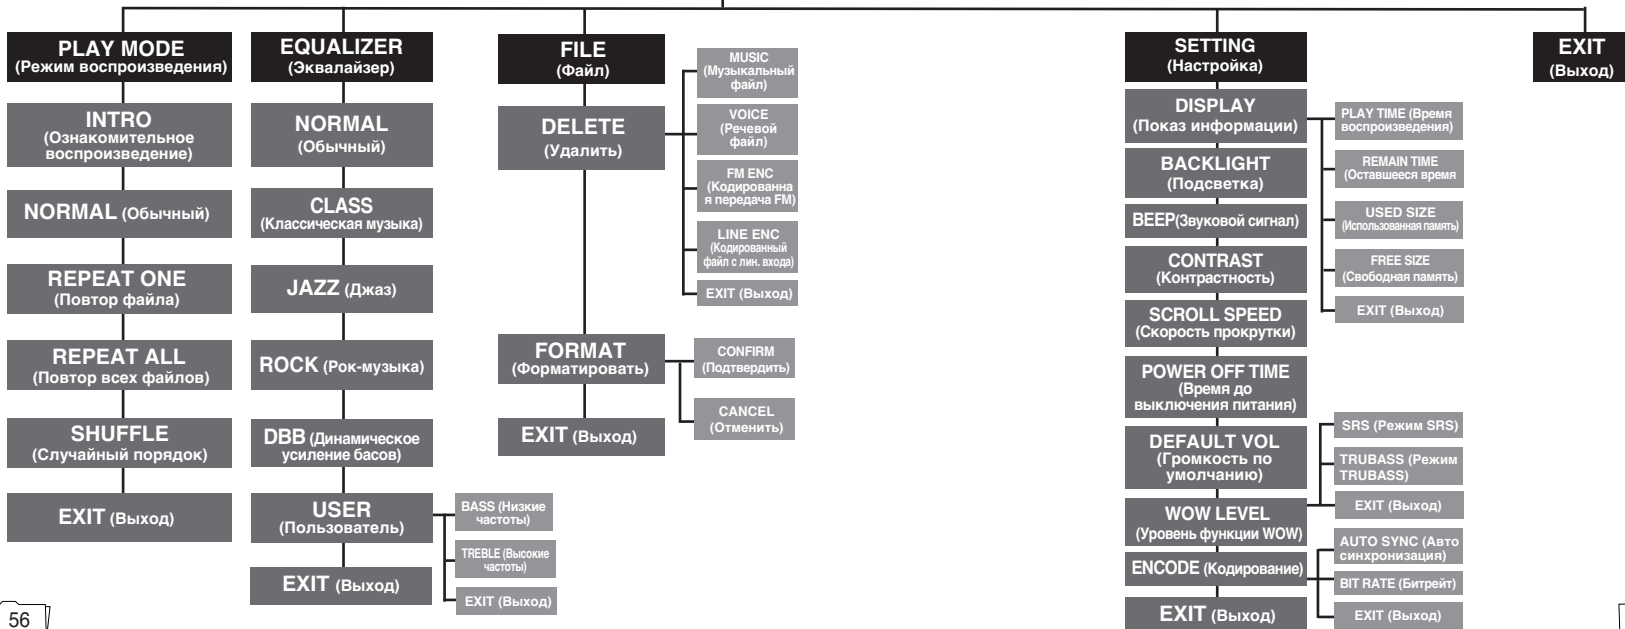 PLAY MODE
(Режим воспроизведения)
INTRO
(Ознакомительное
воспроизведение)
NORMAL (Обычный)
REPEAT ONE
(Повтор файла)
REPEAT ALL
(Повтор всех файлов)
SHUFFLE
(Случайный порядок)
EXIT (Выход)
EQUALIZER
(Эквалайзер)
NORMAL
(Обычный)
CLASS
(Классическая музыка)
JAZZ (Джаз)
ROCK (Рок-музыка)
DBB (Динамическое
усиление басов)
USER
(Пользователь)
BASS (Низкие
частоты)
TREBLE (Высокие
частоты)
EXIT (Выход)
EXIT (Выход)
FILE
(Файл)
DELETE
(Удалить)
MUSIC
(Музыкальный
файл)
VOICE
(Речевой
файл)
FM ENC
(Кодированна
я передача FM)
LINE ENC
(Кодированный
файл с лин. входа)
EXIT (Выход)
FORMAT
(Форматировать)
CONFIRM
(Подтвердить)
CANCEL
(Отменить)
EXIT (Выход)
SETTING
(Настройка)
DISPLAY
(Показ информации)
PLAY TIME (Время
воспроизведения)
REMAIN TIME
(Оставшееся время
USED SIZE
(Использованная память)
FREE SIZE
(Свободная память)
EXIT (Выход)
BACKLIGHT
(Подсветка)
BEEP(Звуковой сигнал)
CONTRAST
(Контрастность)
SCROLL SPEED
(Скорость прокрутки)
POWER OFF TIME
(Время до
выключения питания)
DEFAULT VOL
(Громкость по
умолчанию)
WOW LEVEL
(Уровень функции WOW)
SRS (Режим SRS)
TRUBASS (Режим
TRUBASS)
EXIT (Выход)
ENCODE (Кодирование)
AUTO SYNC (Авто
синхронизация)
BIT RATE (Битрейт)
EXIT (Выход)
EXIT (Выход)
EXIT
(Выход)
56